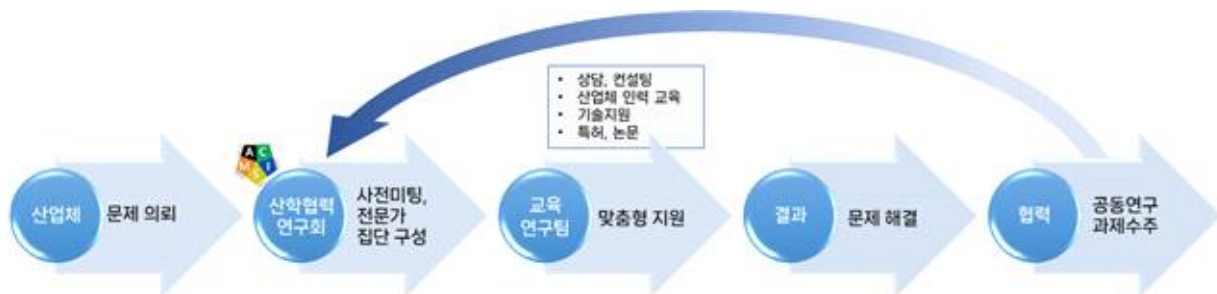 • 상담, 컨설팅
• 산업체 인력 교육
• 기술지원
• 특허, 논문
A C
M S I
산업체
문제 의뢰
산학협력
연구회
사전미팅,
전문가
집단 구성
교육
연구팀
맞춤형 지원
결과
문제 해결
협력
공동연구
과제수주